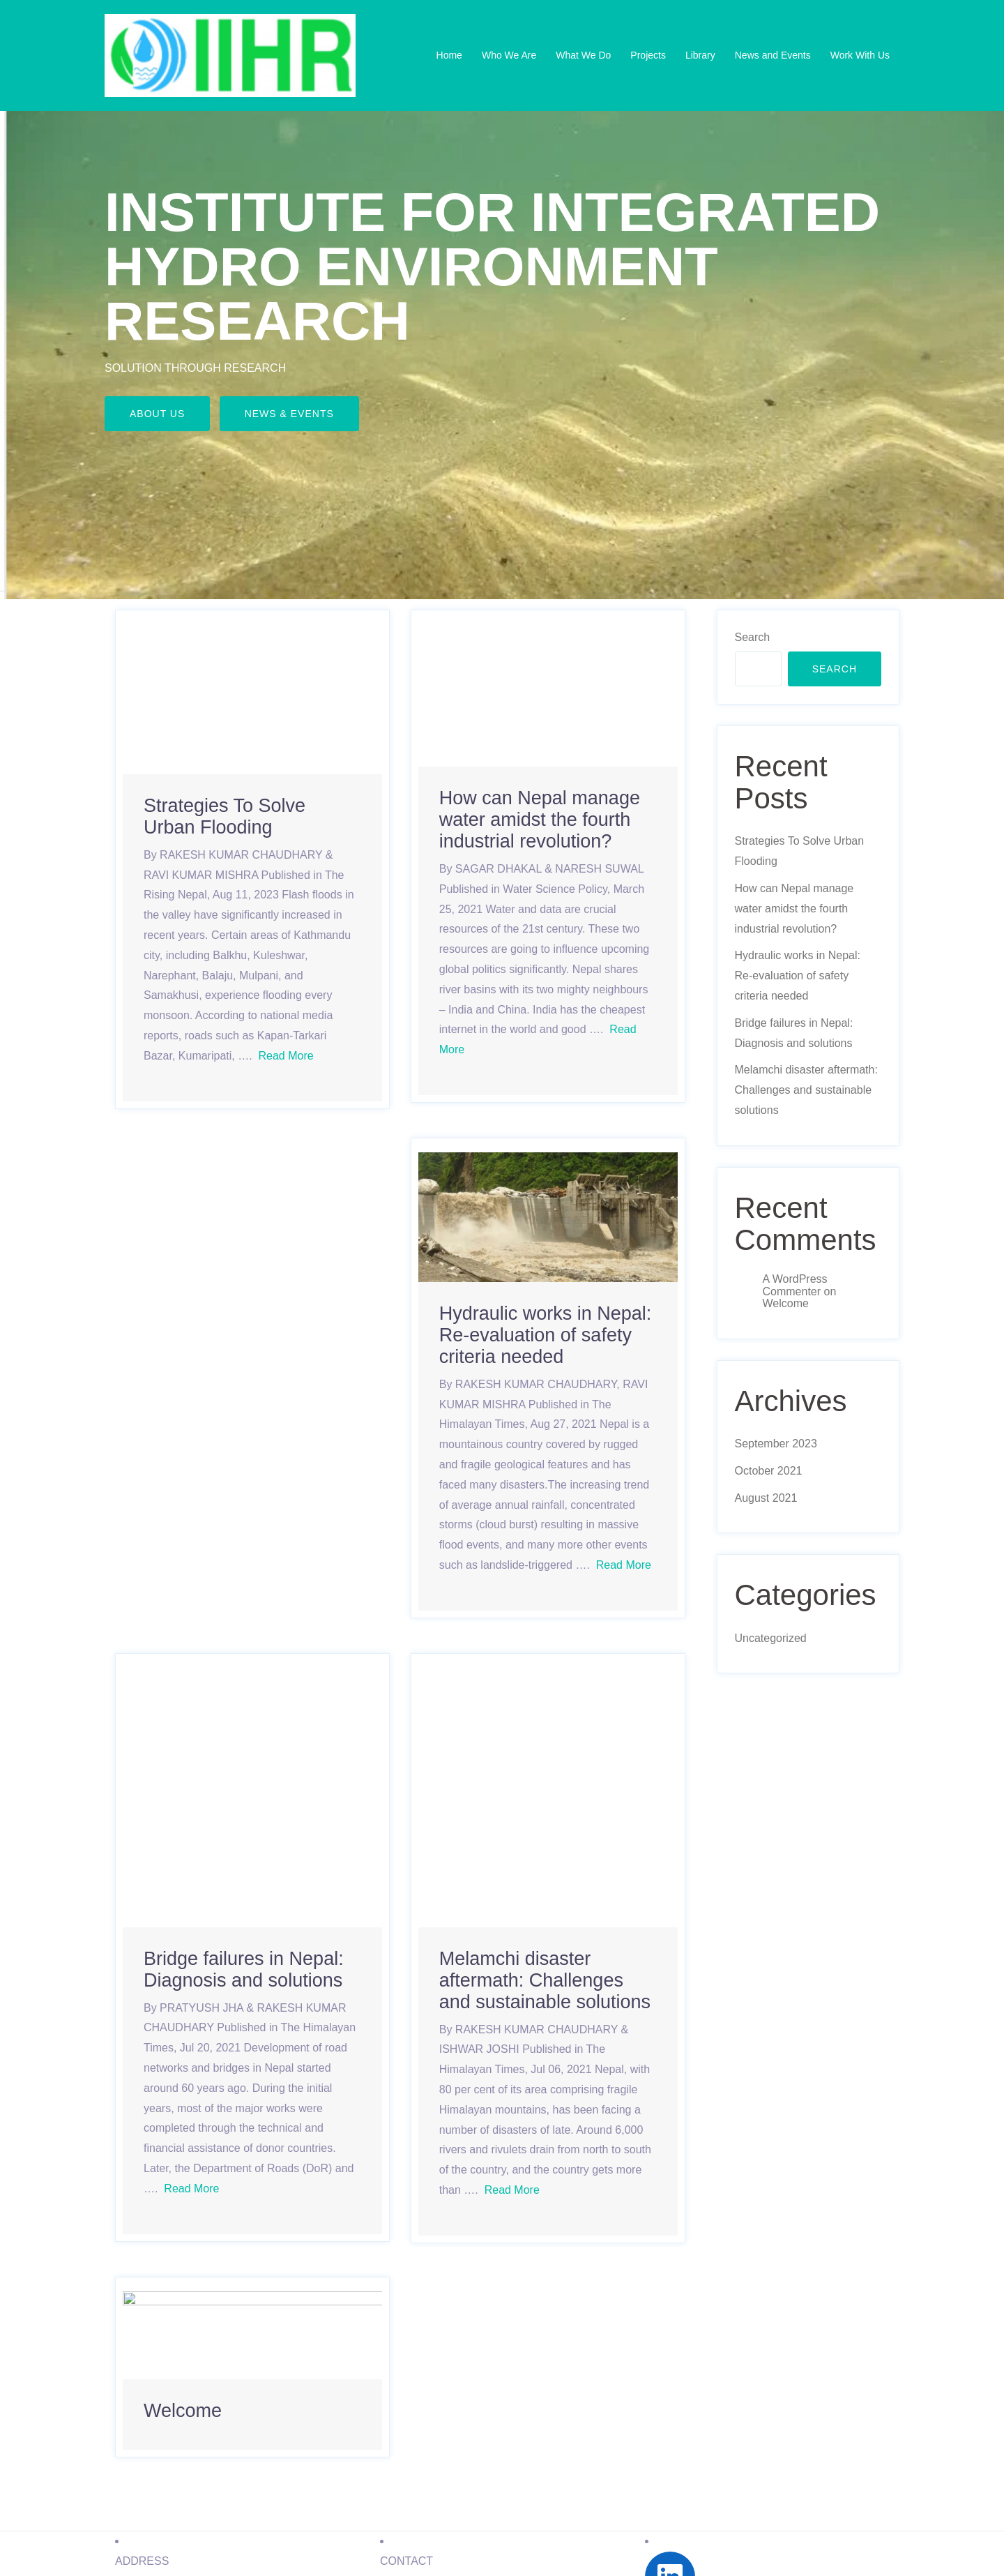 IIHR
Home
Who We Are
What We Do
Projects
Library
News and Events
Work With Us
INSTITUTE FOR INTEGRATED
HYDRO ENVIRONMENT
RESEARCH
SOLUTION THROUGH RESEARCH
ABOUT US
NEWS & EVENTS
Strategies To Solve
Urban Flooding
By RAKESH KUMAR CHAUDHARY &
RAVI KUMAR MISHRA Published in The
Rising Nepal, Aug 11, 2023 Flash floods in
the valley have significantly increased in
recent years. Certain areas of Kathmandu
city, including Balkhu, Kuleshwar,
Narephant, Balaju, Mulpani, and
Samakhusi, experience flooding every
monsoon. According to national media
reports, roads such as Kapan-Tarkari
Bazar, Kumaripati, …. Read More
How can Nepal manage
water amidst the fourth
industrial revolution?
By SAGAR DHAKAL & NARESH SUWAL
Published in Water Science Policy, March
25, 2021 Water and data are crucial
resources of the 21st century. These two
resources are going to influence upcoming
global politics significantly. Nepal shares
river basins with its two mighty neighbours
– India and China. India has the cheapest
internet in the world and good …. Read
More
Hydraulic works in Nepal:
Re-evaluation of safety
criteria needed
By RAKESH KUMAR CHAUDHARY, RAVI
KUMAR MISHRA Published in The
Himalayan Times, Aug 27, 2021 Nepal is a
mountainous country covered by rugged
and fragile geological features and has
faced many disasters.The increasing trend
of average annual rainfall, concentrated
storms (cloud burst) resulting in massive
flood events, and many more other events
such as landslide-triggered …. Read More
Bridge failures in Nepal:
Diagnosis and solutions
By PRATYUSH JHA & RAKESH KUMAR
CHAUDHARY Published in The Himalayan
Times, Jul 20, 2021 Development of road
networks and bridges in Nepal started
around 60 years ago. During the initial
years, most of the major works were
completed through the technical and
financial assistance of donor countries.
Later, the Department of Roads (DoR) and
…. Read More
Melamchi disaster
aftermath: Challenges
and sustainable solutions
By RAKESH KUMAR CHAUDHARY &
ISHWAR JOSHI Published in The
Himalayan Times, Jul 06, 2021 Nepal, with
80 per cent of its area comprising fragile
Himalayan mountains, has been facing a
number of disasters of late. Around 6,000
rivers and rivulets drain from north to south
of the country, and the country gets more
than …. Read More
Welcome
Search
SEARCH
Recent
Posts
Strategies To Solve Urban
Flooding
How can Nepal manage
water amidst the fourth
industrial revolution?
Hydraulic works in Nepal:
Re-evaluation of safety
criteria needed
Bridge failures in Nepal:
Diagnosis and solutions
Melamchi disaster aftermath:
Challenges and sustainable
solutions
Recent
Comments
A WordPress
Commenter on
Welcome
Archives
September 2023
October 2021
August 2021
Categories
Uncategorized
ADDRESS
CONTACT